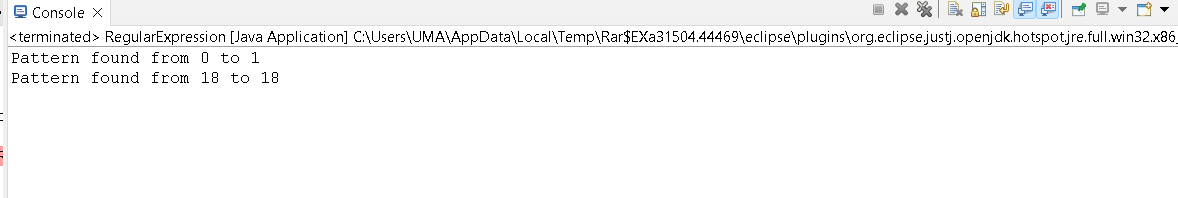 Console
<terminated> RegularExpression [Java Application] C:\Users\UMA\AppData\Local\Temp\Rar$EXa31504.44469\eclipse\plugins\org.eclipse.justj.openjdk.hotspot.jre.full.win32.x86_
Pattern found from 0 to 1
Pattern found from 18 to 18